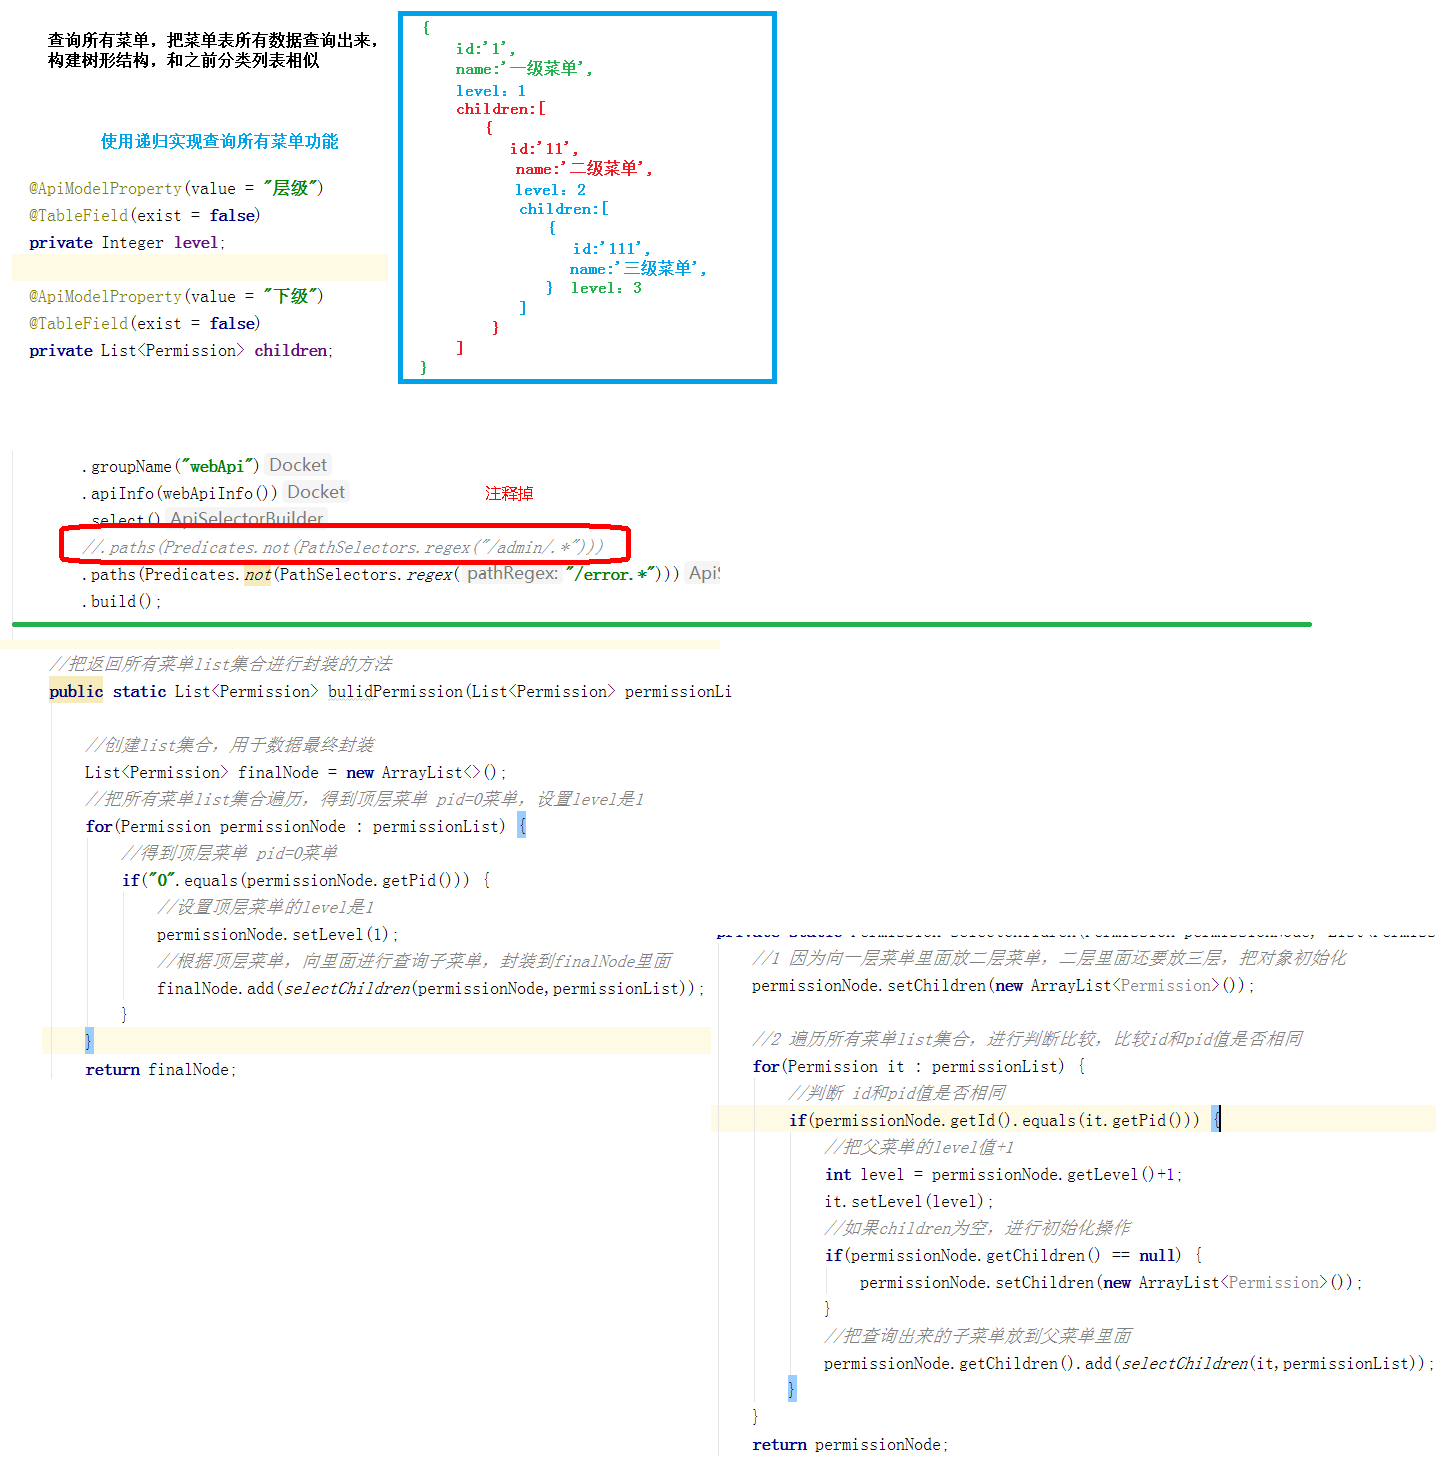 查询所有菜单，把菜单表所有数据查询出来，
构建树形结构，和之前分类列表相似
使用递归实现查询所有菜单功能
@ApiModelProperty(value = "层级")
@TableField(exist = false)
private Integer level;
@ApiModelProperty(value = "下级")
@TableField(exist = false)
private List<Permission> children;
{
id:'1',
name:'一级菜单',
level：1
children:[
{
id:'11',
name:'二级菜单',
level：2
children:[
{
id:'111',
name:'三级菜单',
} level：3
]
}
]
}
.groupName("webApi") Docket
.apiInfo(webApiInfo()) Docket
注释掉
.select() ApiSelectorBuilder
//.paths(Predicates.not(PathSelectors.regex("/admin/.*")))
.paths(Predicates.not(PathSelectors.regex( pathRegex: "/error.*"))) ApiS
.build();
//把返回所有菜单list集合进行封装的方法
public static List<Permission> bulidPermission(List<Permission> permissionLi
//创建list集合，用于数据最终封装
List<Permission> finalNode = new ArrayList<>();
//把所有菜单list集合遍历，得到顶层菜单 pid=0菜单，设置level是1
for(Permission permissionNode : permissionList) {
//得到顶层菜单 pid=0菜单
if("0".equals(permissionNode.getPid())) {
//设置顶层菜单的level是1
permissionNode.setLevel(1);
//根据顶层菜单，向里面进行查询子菜单，封装到finalNode里面
finalNode.add(selectChildren(permissionNode,permissionList));
}
}
return finalNode;
private static Permission selectChildren(Permission permissionNode, List<Permiss
//1 因为向一层菜单里面放二层菜单，二层里面还要放三层，把对象初始化
permissionNode.setChildren(new ArrayList<Permission>());
//2 遍历所有菜单list集合，进行判断比较，比较id和pid值是否相同
for(Permission it : permissionList) {
//判断 id和pid值是否相同
if(permissionNode.getId().equals(it.getPid())) {
//把父菜单的level值+1
int level = permissionNode.getLevel()+1;
it.setLevel(level);
//如果children为空，进行初始化操作
if(permissionNode.getChildren() == null) {
permissionNode.setChildren(new ArrayList<Permission>());
}
//把查询出来的子菜单放到父菜单里面
permissionNode.getChildren().add(selectChildren(it,permissionList));
}
}
return permissionNode;